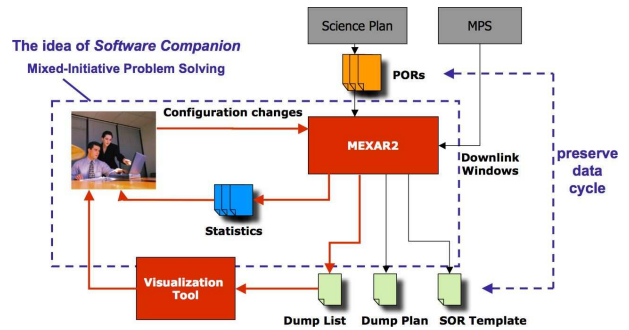 Science Plan
MPS
The idea of Software Companion
Mixed-Initiative Problem Solving
PORs
Configuration changes
MEXAR2
Downlink
Windows
preserve
data
cycle
Statistics
Visualization
Tool
Dump List
Dump Plan
SOR Template